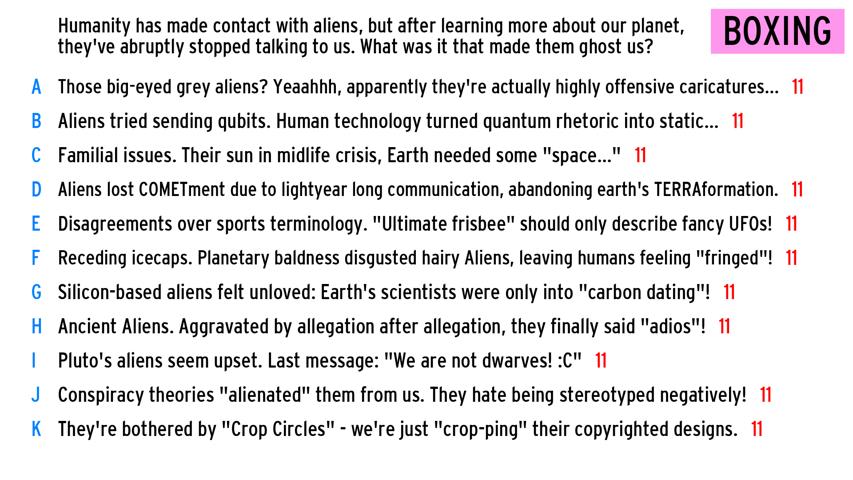 Humanity has made contact with aliens, but after learning more about our planet,
they've abruptly stopped talking to us. What was it that made them ghost us?
BOXING
A Those big-eyed grey aliens? Yeaahhh, apparently they're actually highly offensive caricatures... 11
B Aliens tried sending qubits. Human technology turned quantum rhetoric into static... 11
C Familial issues. Their sun in midlife crisis, Earth needed some "space..." 11
D Aliens lost COMETment due to lightyear long communication, abandoning earth's TERRAformation. 11
E Disagreements over sports terminology. "Ultimate frisbee" should only describe fancy UFOs! 11
F Receding icecaps. Planetary baldness disgusted hairy Aliens, leaving humans feeling "fringed"! 11
G Silicon-based aliens felt unloved: Earth's scientists were only into "carbon dating"! 11
H Ancient Aliens. Aggravated by allegation after allegation, they finally said "adios"! 11
I Pluto's aliens seem upset. Last message: "We are not dwarves! :C" 11
J Conspiracy theories "alienated" them from us. They hate being stereotyped negatively! 11
K They're bothered by "Crop Circles" - we're just "crop-ping" their copyrighted designs. 11